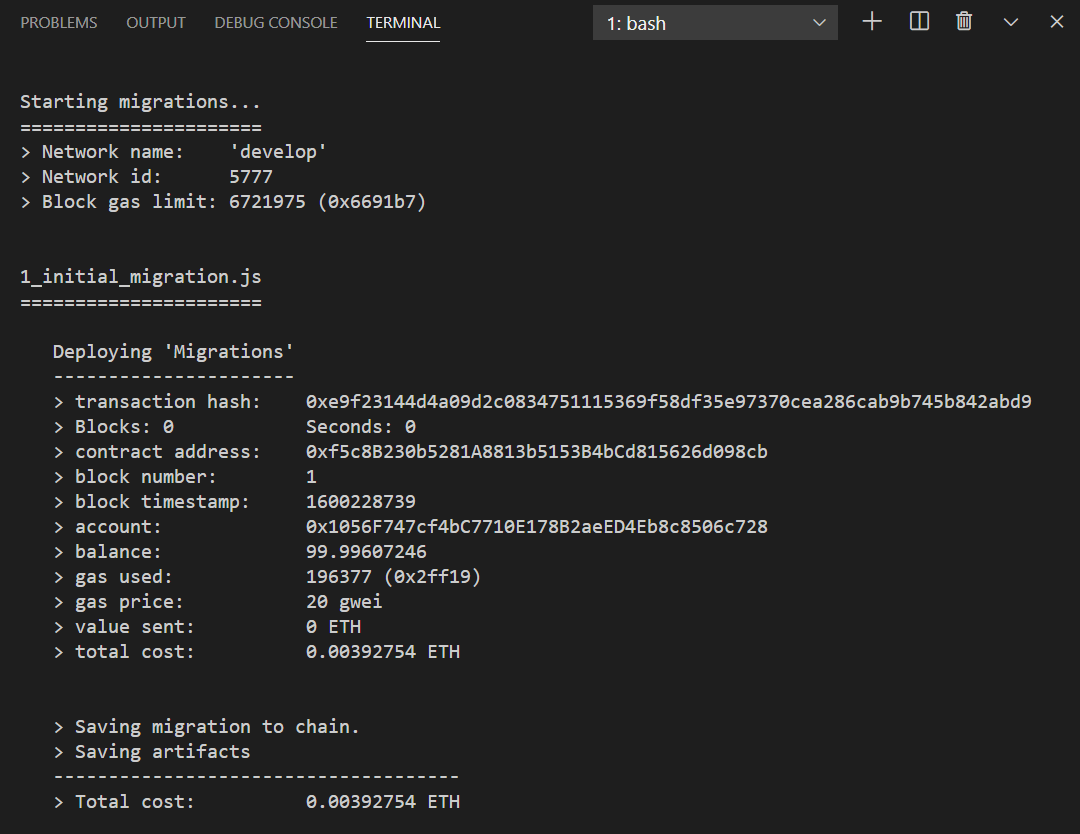 PROBLEMS OUTPUT DEBUG CONSOLE TERMINAL 1: bash
Starting migrations...
======================
> Network name:    'develop'
> Network id:      5777
> Block gas limit: 6721975 (0x6691b7)
1_initial_migration.js
======================
   Deploying 'Migrations'
   ----------------------
   > transaction hash:    0xe9f23144d4a09d2c0834751115369f58df35e97370cea286cab9b745b842abd9
   > Blocks: 0            Seconds: 0
   > contract address:    0xf5c8B230b5281A8813b5153B4bCd815626d098cb
   > block number:        1
   > block timestamp:     1600228739
   > account:             0x1056F747cf4bC7710E178B2aeED4Eb8c8506c728
   > balance:             99.99607246
   > gas used:            196377 (0x2ff19)
   > gas price:           20 gwei
   > value sent:          0 ETH
   > total cost:          0.00392754 ETH
   > Saving migration to chain.
   > Saving artifacts
   -------------------------------------
   > Total cost:          0.00392754 ETH